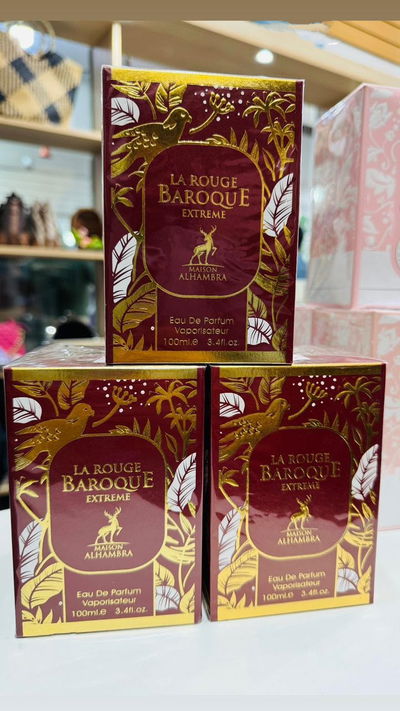 LA ROUGE
BAROQUE
EXTREME
MAISON
ALHAMBRA
Eau De Parfum
Vaporisateur
100ml.e 3.4fl.oz.
LA ROUGE
BAROQUE
EXTREME
MAISON
ALHAMBRA
Eau De Parfum
Vaporisateur
100ml.e 3.4fl.oz.
LA ROUGE
BAROQUE
EXTREME
MAISON
ALHAMBRA
Eau De Parfum
Vaporisateur
100ml.e 3.4fl.oz.